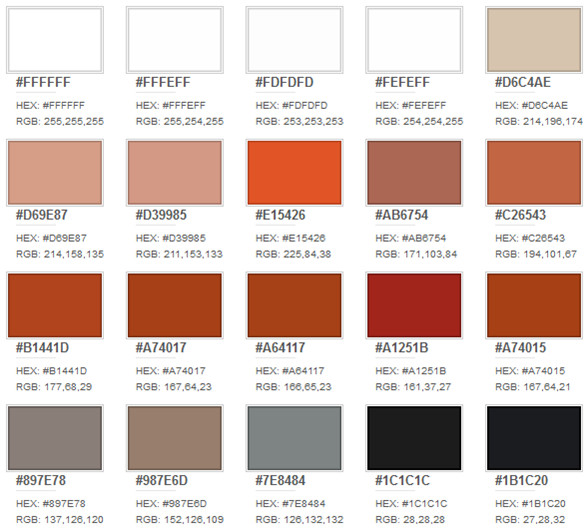 #FFFFFF #FFFEFF #FDFDFD #FEFEFF #D6C4AE
HEX: #FFFFFF HEX: #FFFEFF HEX: #FDFDFD HEX: #FEFEFF HEX: #D6C4AE
RGB: 255,255,255 RGB: 255,254,255 RGB: 253,253,253 RGB: 254,254,255 RGB: 214,196,174
#D69E87 #D39985 #E15426 #AB6754 #C26543
HEX: #D69E87 HEX: #D39985 HEX: #E15426 HEX: #AB6754 HEX: #C26543
RGB: 214,158,135 RGB: 211,153,133 RGB: 225,84,38 RGB: 171,103,84 RGB: 194,101,67
#B1441D #A74017 #A64117 #A1251B #A74015
HEX: #B1441D HEX: #A74017 HEX: #A64117 HEX: #A1251B HEX: #A74015
RGB: 177,68,29 RGB: 167,64,23 RGB: 166,65,23 RGB: 161,37,27 RGB: 167,64,21
#897E78 #987E6D #7E8484 #1C1C1C #1B1C20
HEX: #897E78 HEX: #987E6D HEX: #7E8484 HEX: #1C1C1C HEX: #1B1C20
RGB: 137,126,120 RGB: 152,126,109 RGB: 126,132,132 RGB: 28,28,28 RGB: 27,28,32